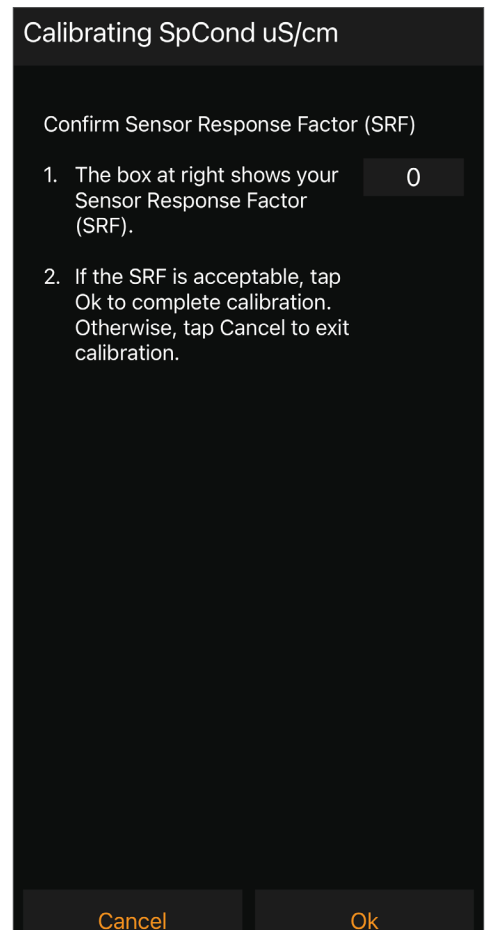 Calibrating SpCond uS/cm
Confirm Sensor Response Factor (SRF)
1. The box at right shows your
Sensor Response Factor
(SRF).
0
2. If the SRF is acceptable, tap
Ok to complete calibration.
Otherwise, tap Cancel to exit
calibration.
Cancel
Ok